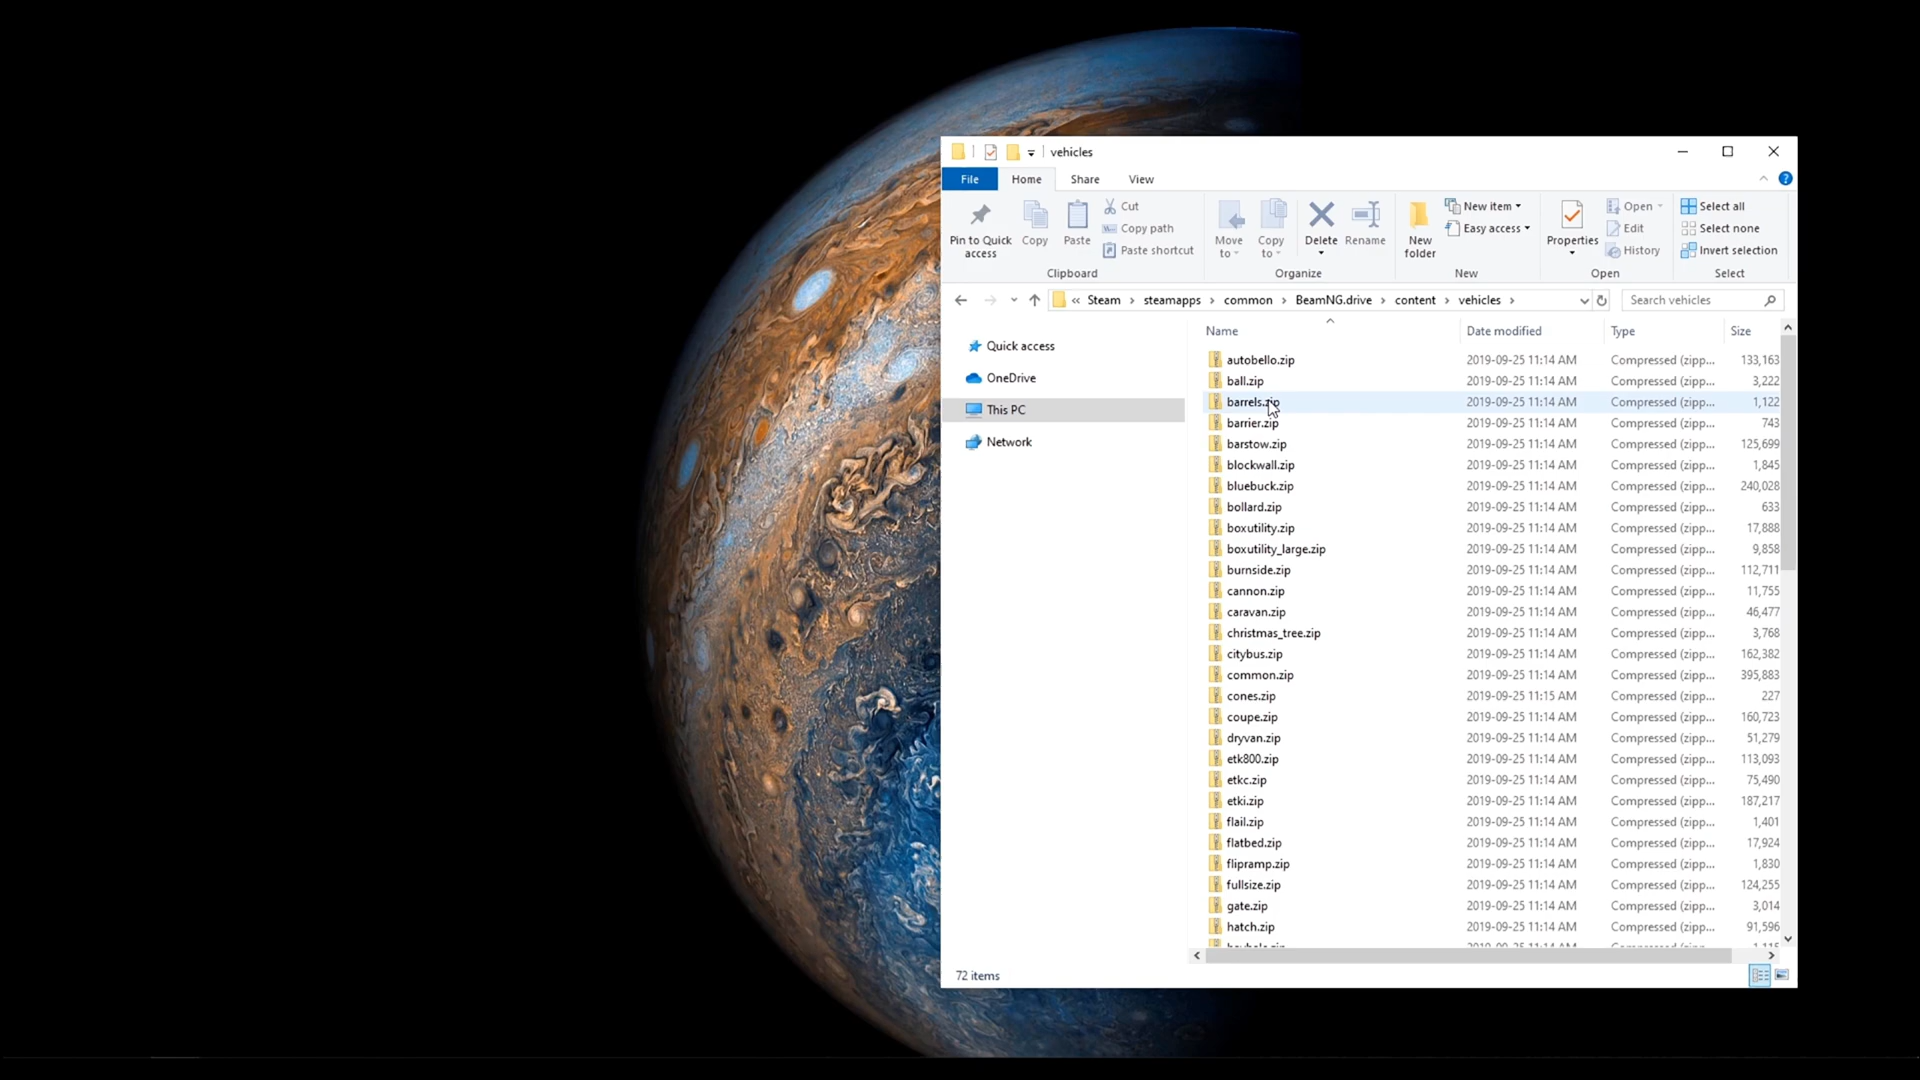 vehicles
File Home Share View
Pin to Quick access
Copy
Paste
Cut
Copy path
Paste shortcut
Move to
Copy to
Delete
Rename
New folder
New item
Easy access
Properties
Open
Edit
History
Select all
Select none
Invert selection
Clipboard Organize New Open Select
« Steam > steamapps > common > BeamNG.drive > content > vehicles >
Search vehicles
Quick access
OneDrive
This PC
Network
Name Date modified Type Size
autobello.zip 2019-09-25 11:14 AM Compressed (zipp... 133,163
ball.zip 2019-09-25 11:14 AM Compressed (zipp... 3,222
barrels.zip 2019-09-25 11:14 AM Compressed (zipp... 1,122
barrier.zip 2019-09-25 11:14 AM Compressed (zipp... 743
barstow.zip 2019-09-25 11:14 AM Compressed (zipp... 125,699
blockwall.zip 2019-09-25 11:14 AM Compressed (zipp... 1,845
bluebuck.zip 2019-09-25 11:14 AM Compressed (zipp... 240,028
bollard.zip 2019-09-25 11:14 AM Compressed (zipp... 633
boxutility.zip 2019-09-25 11:14 AM Compressed (zipp... 17,888
boxutility_large.zip 2019-09-25 11:14 AM Compressed (zipp... 9,858
burnside.zip 2019-09-25 11:14 AM Compressed (zipp... 112,711
cannon.zip 2019-09-25 11:14 AM Compressed (zipp... 11,755
caravan.zip 2019-09-25 11:14 AM Compressed (zipp... 46,477
christmas_tree.zip 2019-09-25 11:14 AM Compressed (zipp... 3,768
citybus.zip 2019-09-25 11:14 AM Compressed (zipp... 162,382
common.zip 2019-09-25 11:14 AM Compressed (zipp... 395,883
cones.zip 2019-09-25 11:15 AM Compressed (zipp... 227
coupe.zip 2019-09-25 11:14 AM Compressed (zipp... 160,723
dryvan.zip 2019-09-25 11:14 AM Compressed (zipp... 51,279
etk800.zip 2019-09-25 11:14 AM Compressed (zipp... 113,093
etkc.zip 2019-09-25 11:14 AM Compressed (zipp... 75,490
etki.zip 2019-09-25 11:14 AM Compressed (zipp... 187,217
flail.zip 2019-09-25 11:14 AM Compressed (zipp... 1,401
flatbed.zip 2019-09-25 11:14 AM Compressed (zipp... 17,924
flipramp.zip 2019-09-25 11:14 AM Compressed (zipp... 1,830
fullsize.zip 2019-09-25 11:14 AM Compressed (zipp... 124,255
gate.zip 2019-09-25 11:14 AM Compressed (zipp... 3,014
hatch.zip 2019-09-25 11:14 AM Compressed (zipp... 91,596
72 items